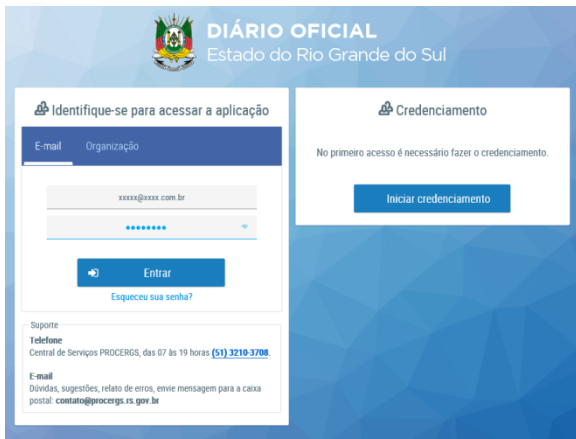 DIÁRIO OFICIAL
Estado do Rio Grande do Sul
Identifique-se para acessar a aplicação
E-mail
Organização
xxxxx@xxxx.com.br
Entrar
Esqueceu sua senha?
Suporte
Telefone
Central de Serviços PROCERGS, das 07 às 19 horas (51) 3210-3708.
E-mail
Dúvidas, sugestões, relato de erros, envie mensagem para a caixa
postal: contato@procergs.rs.gov.br
Credenciamento
No primeiro acesso é necessário fazer o credenciamento.
Iniciar credenciamento